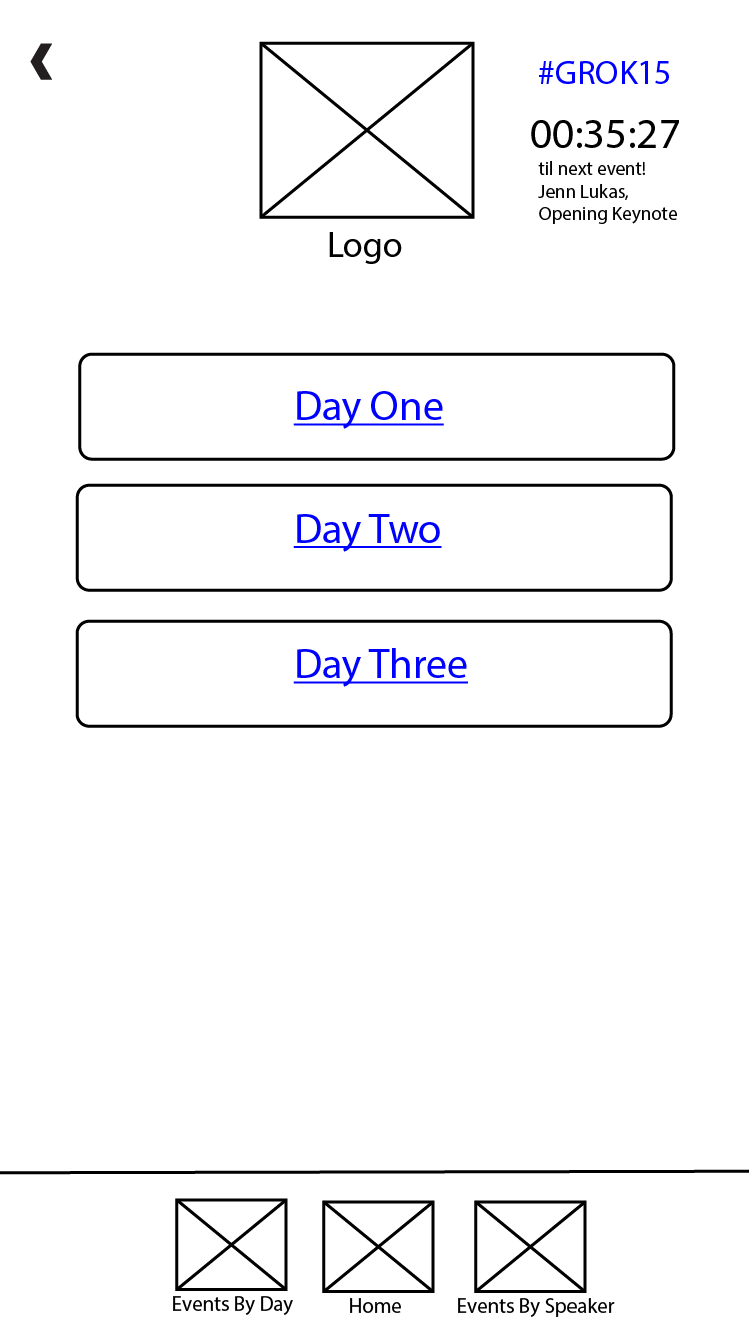 #GROK15
00:35:27
til next event!
Jenn Lukas,
Opening Keynote
Logo
Day One
Day Two
Day Three
Events By Day
Home
Events By Speaker